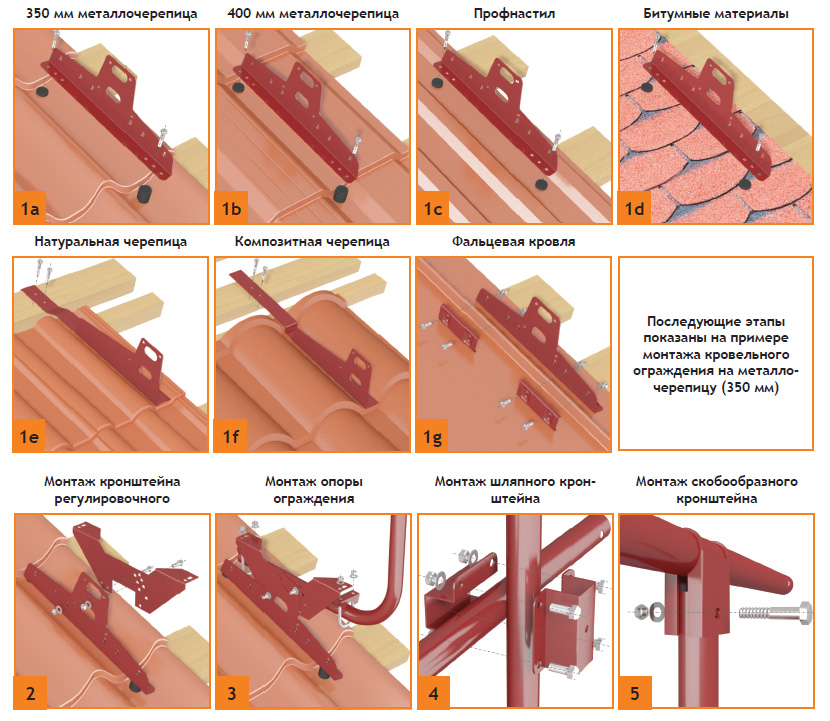 350 мм металлочерепица
400 мм металлочерепица
Профнастил
Битумные материалы
1a
1b
1c
1d
Натуральная черепица
Композитная черепица
Фальцевая кровля
1e
1f
1g
Последующие этапы
показаны на примере
монтажа кровельного
ограждения на металло-
черепицу (350 мм)
Монтаж кронштейна
регулировочного
Монтаж опоры
ограждения
Монтаж шляпного крон-
штейна
Монтаж скобообразного
кронштейна
2
3
4
5